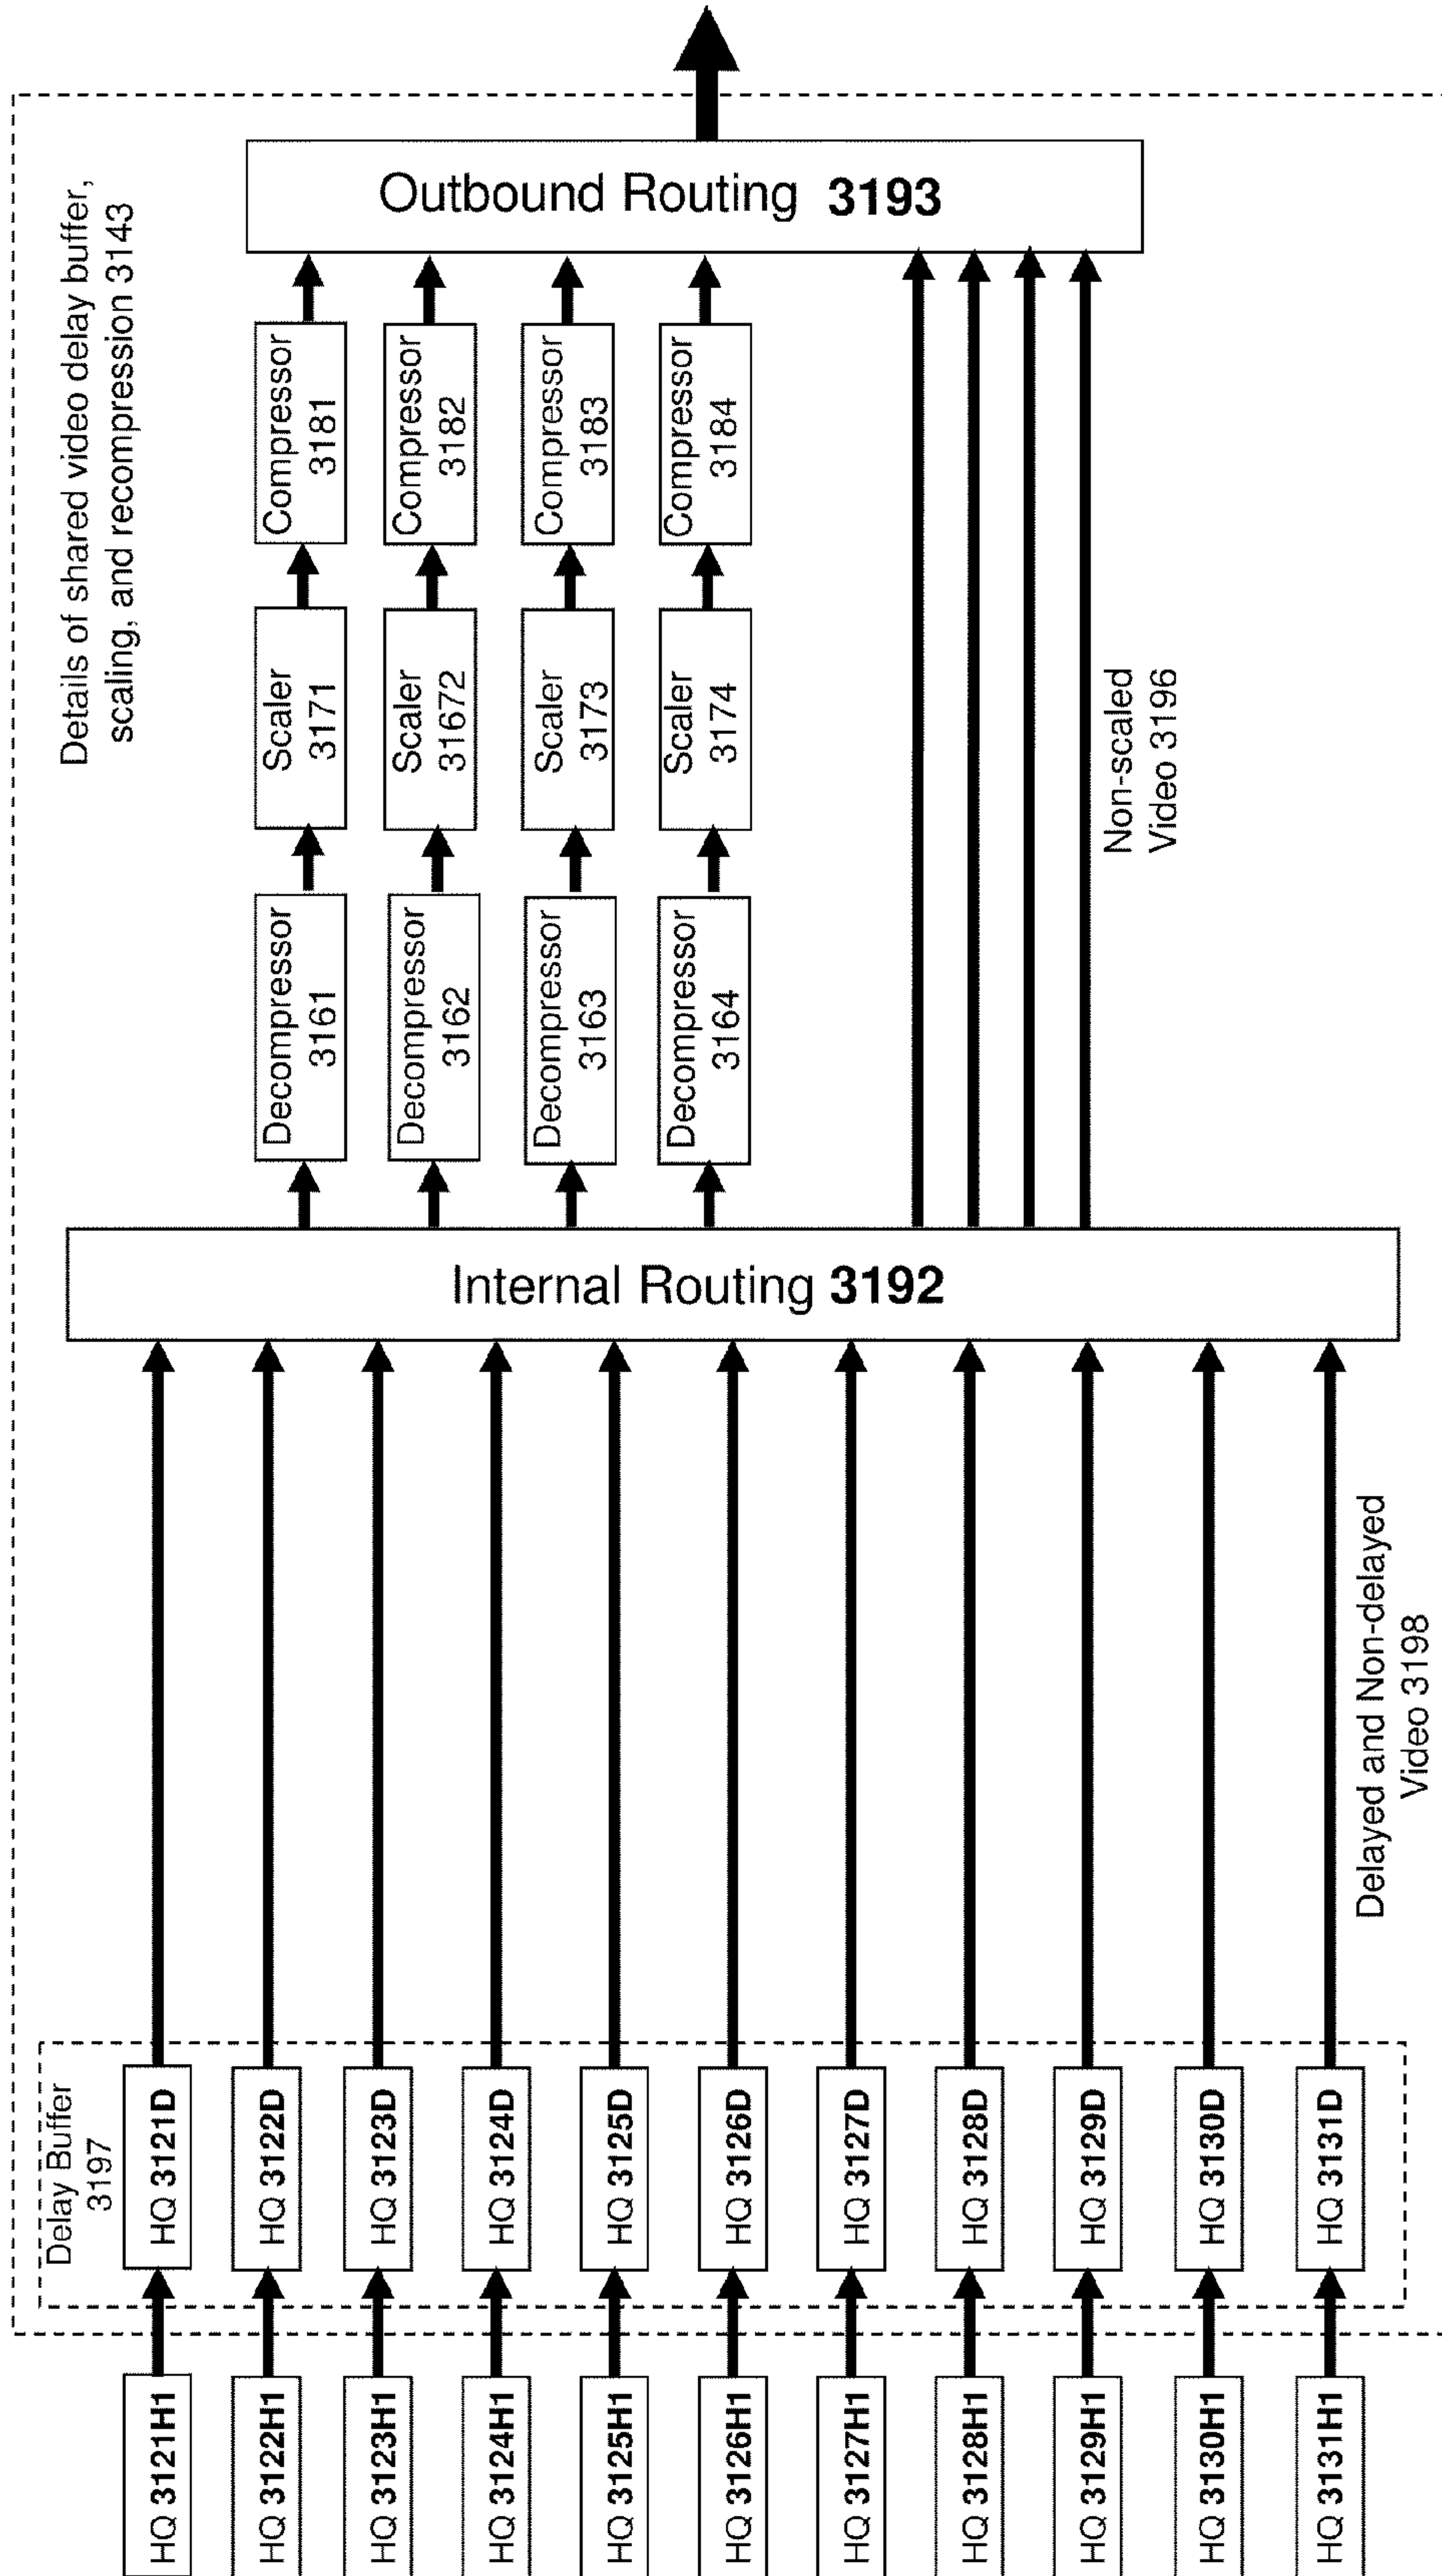 Details of shared video delay buffer,
scaling, and recompression 3143
Delay Buffer
3197
HQ 3121H1
HQ 3121D
HQ 3122H1
HQ 3122D
HQ 3123H1
HQ 3123D
HQ 3124H1
HQ 3124D
HQ 3125H1
HQ 3125D
HQ 3126H1
HQ 3126D
HQ 3127H1
HQ 3127D
HQ 3128H1
HQ 3128D
HQ 3129H1
HQ 3129D
HQ 3130H1
HQ 3130D
HQ 3131H1
HQ 3131D
Delayed and Non-delayed
Video 3198
Internal Routing 3192
Decompressor
3161
Scaler
3171
Compressor
3181
Decompressor
3162
Scaler
31672
Compressor
3182
Decompressor
3163
Scaler
3173
Compressor
3183
Decompressor
3164
Scaler
3174
Compressor
3184
Non-scaled
Video 3196
Outbound Routing 3193